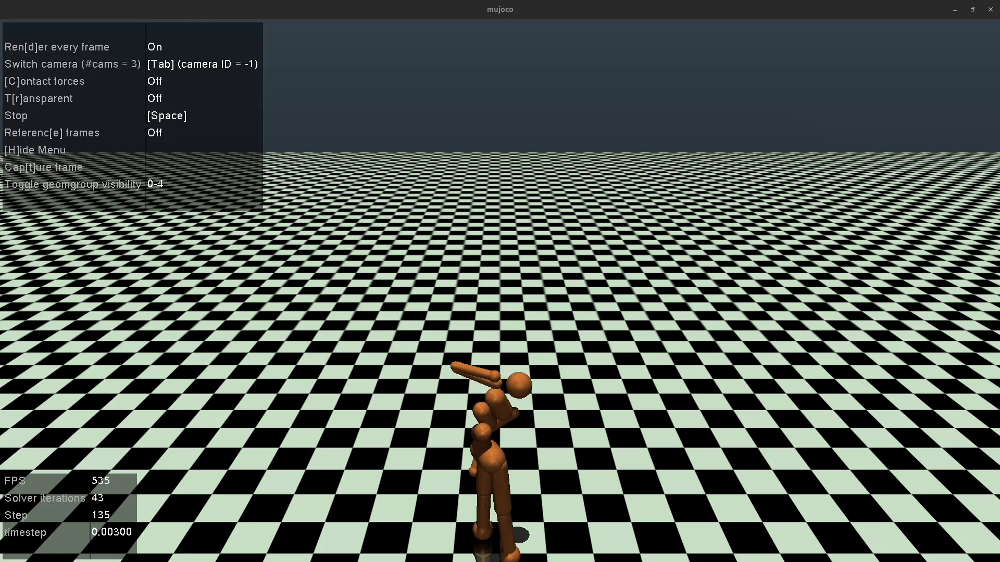 mujoco
Ren[d]er every frame On
Switch camera (#cams = 3) [Tab] (camera ID = -1)
[C]ontact forces Off
T[r]ansparent Off
Stop [Space]
Referenc[e] frames Off
[H]ide Menu
Cap[t]ure frame
Toggle geomgroup visibility 0-4
FPS 535
Solver iterations 43
Step 135
timestep 0.00300